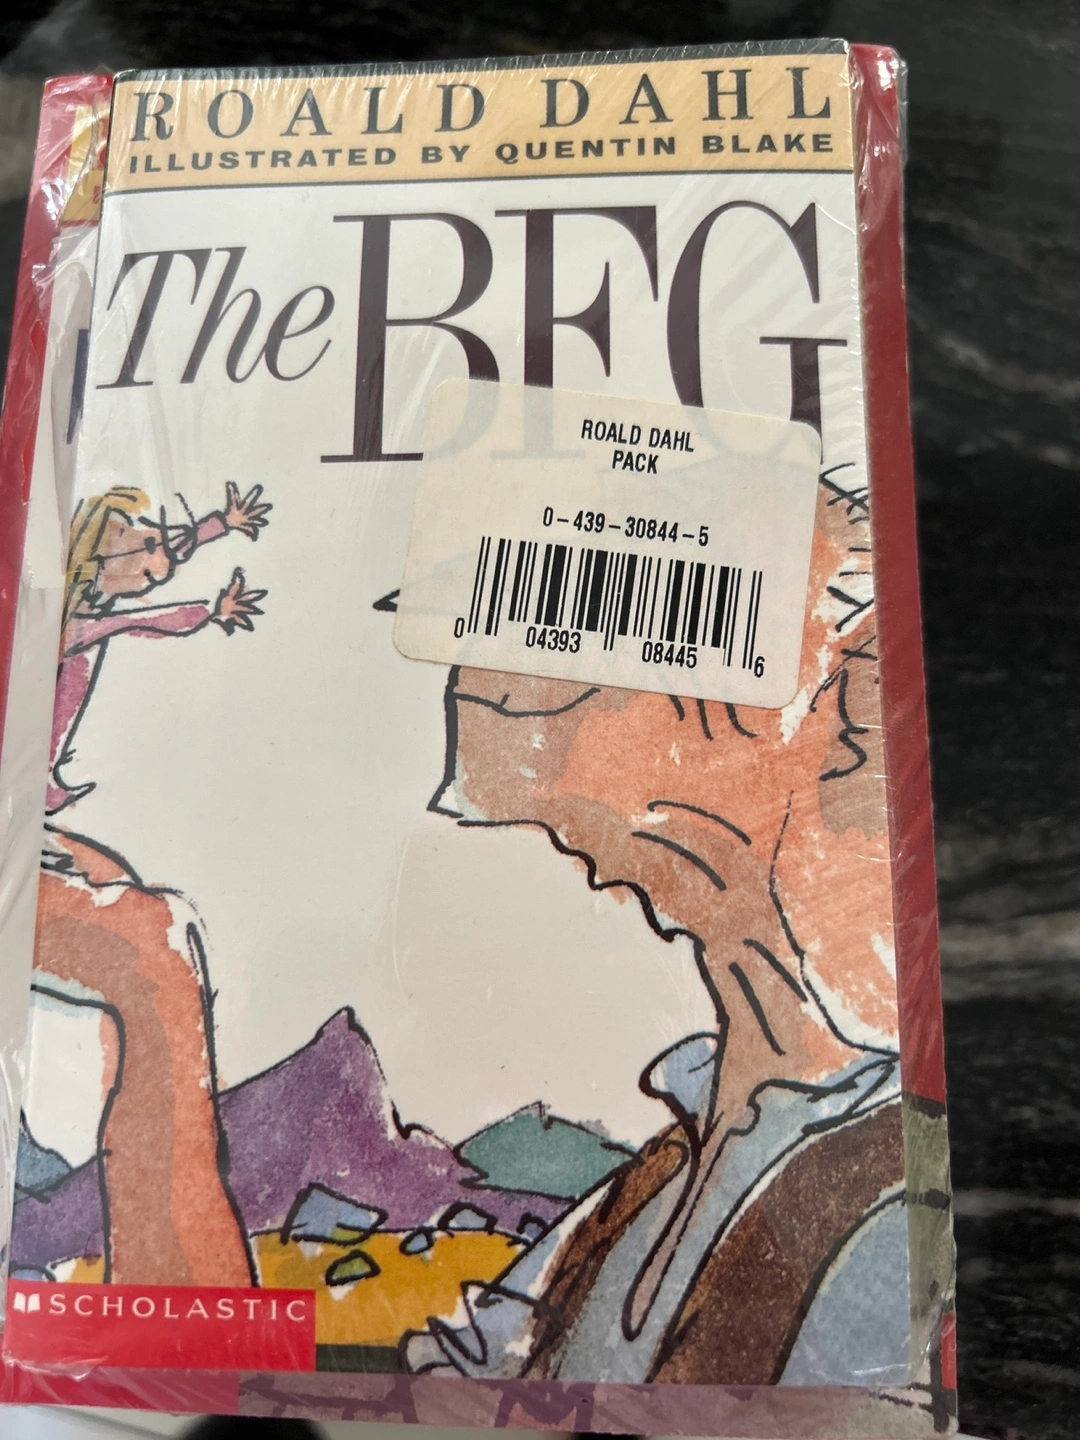 ROALD DAHL
ILLUSTRATED BY QUENTIN BLAKE
The BFG
ROALD DAHL
PACK
0-439-30844-5
0 04393 08445 6
SCHOLASTIC